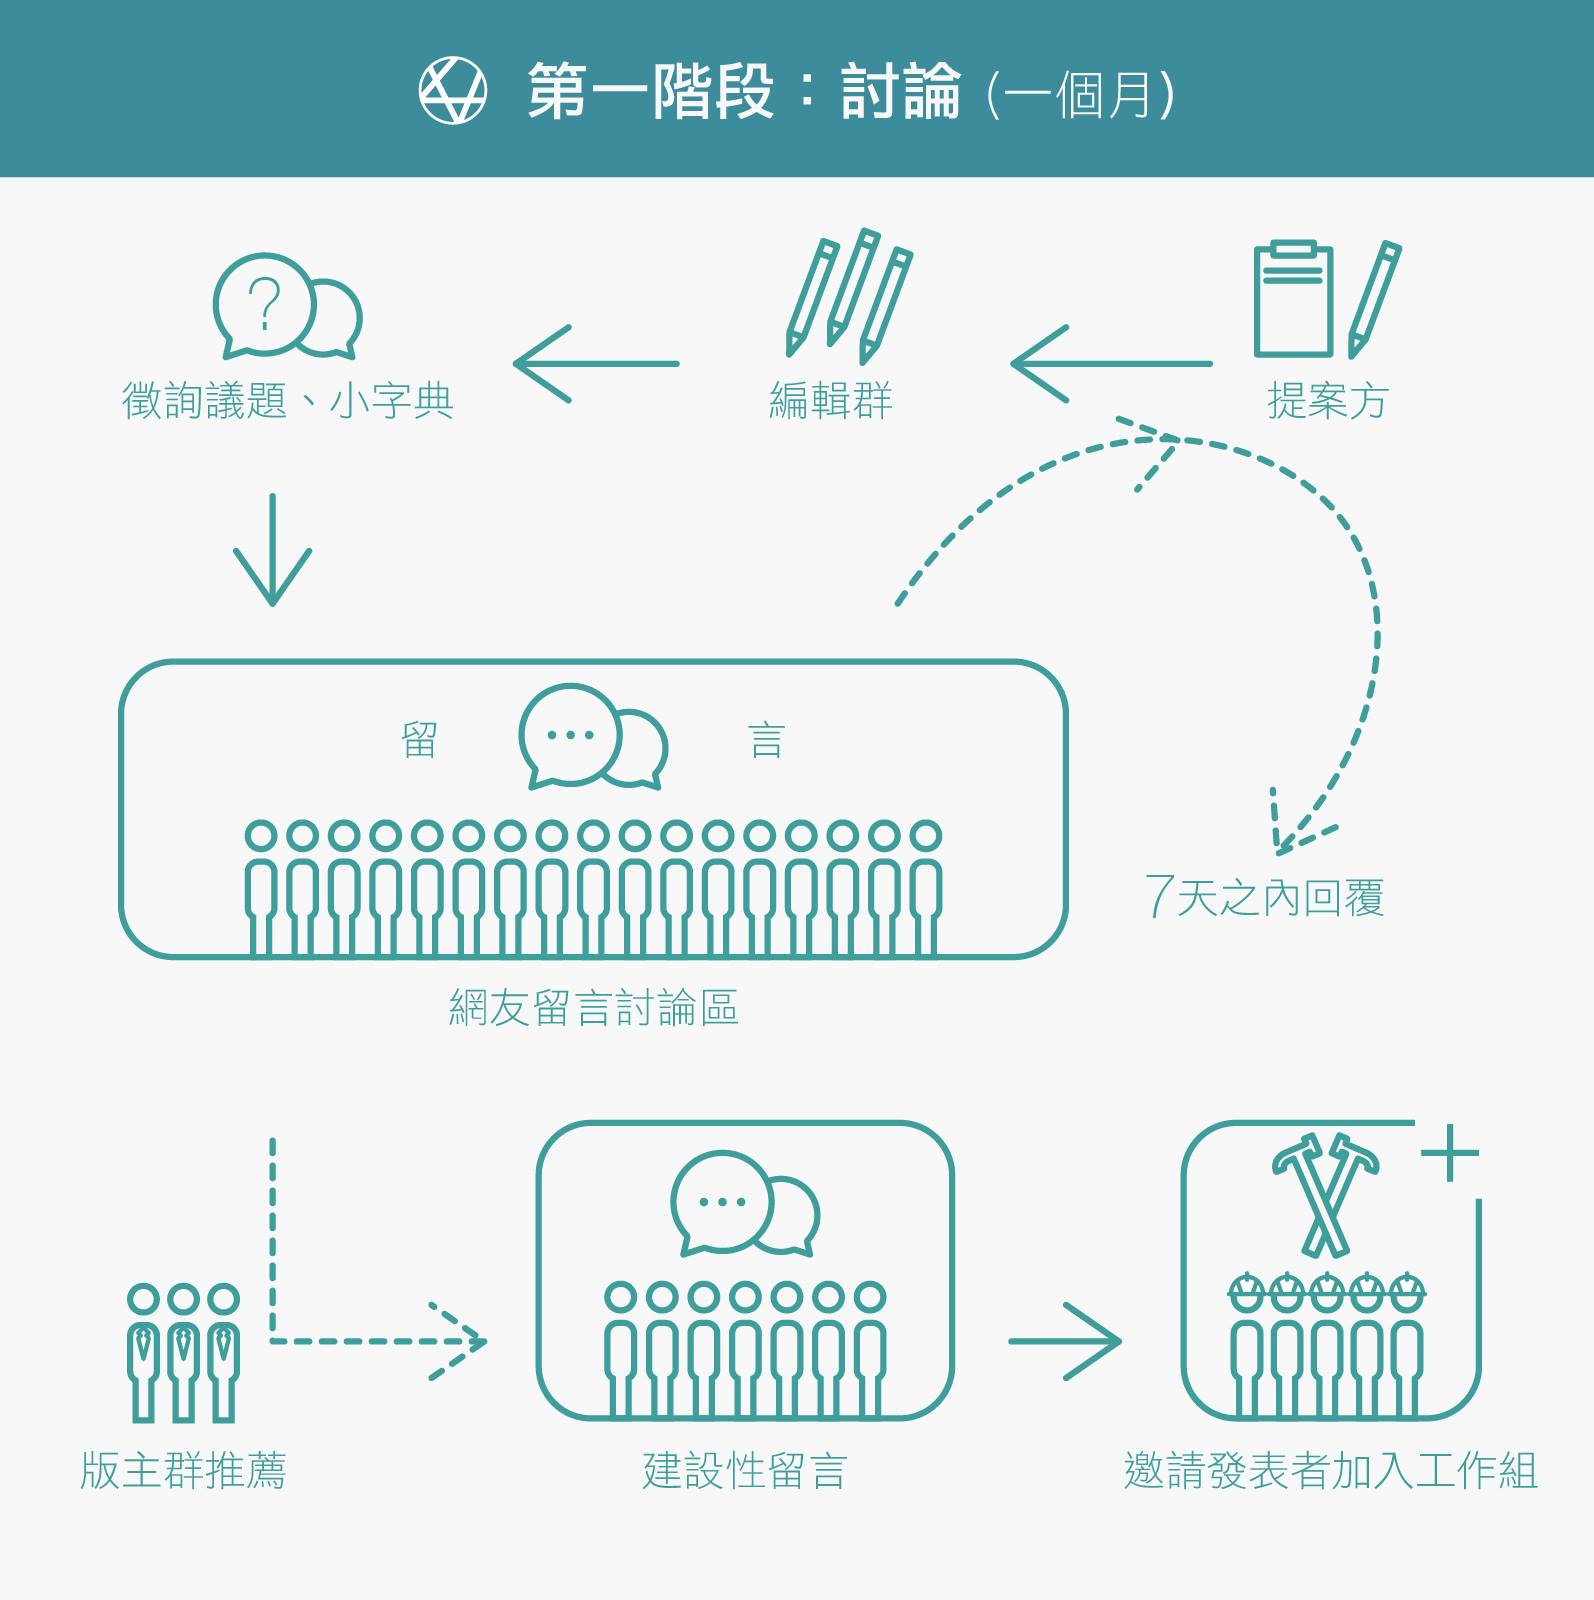 第一階段：討論 (一個月)
?
徵詢議題、小字典
編輯群
提案方
留 言
7天之內回覆
網友留言討論區
版主群推薦
建設性留言
邀請發表者加入工作組